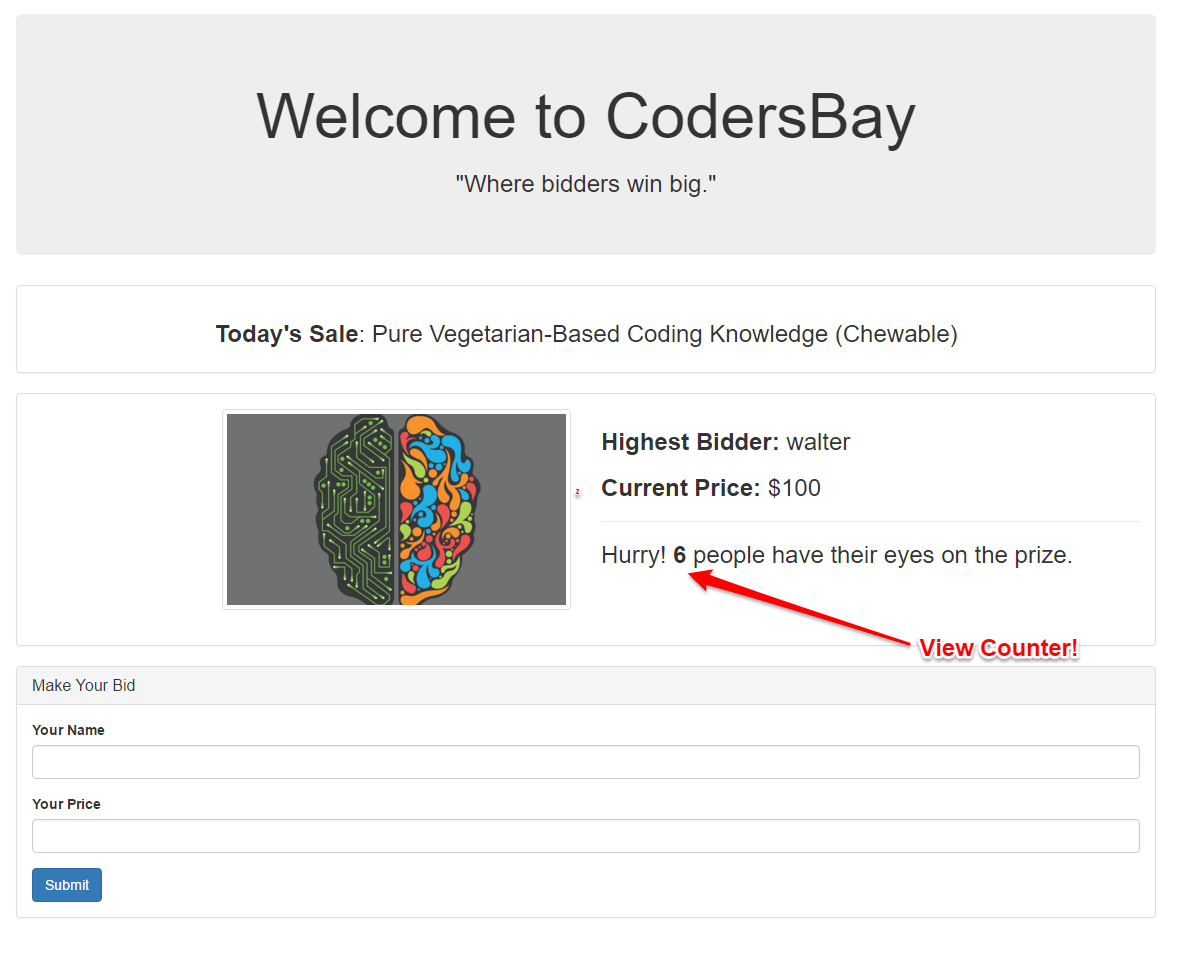 Welcome to CodersBay
"Where bidders win big."
Today's Sale: Pure Vegetarian-Based Coding Knowledge (Chewable)
Highest Bidder: walter
z
Current Price: $100
Hurry! 6 people have their eyes on the prize.
View Counter!
Make Your Bid
Your Name
Your Price
Submit